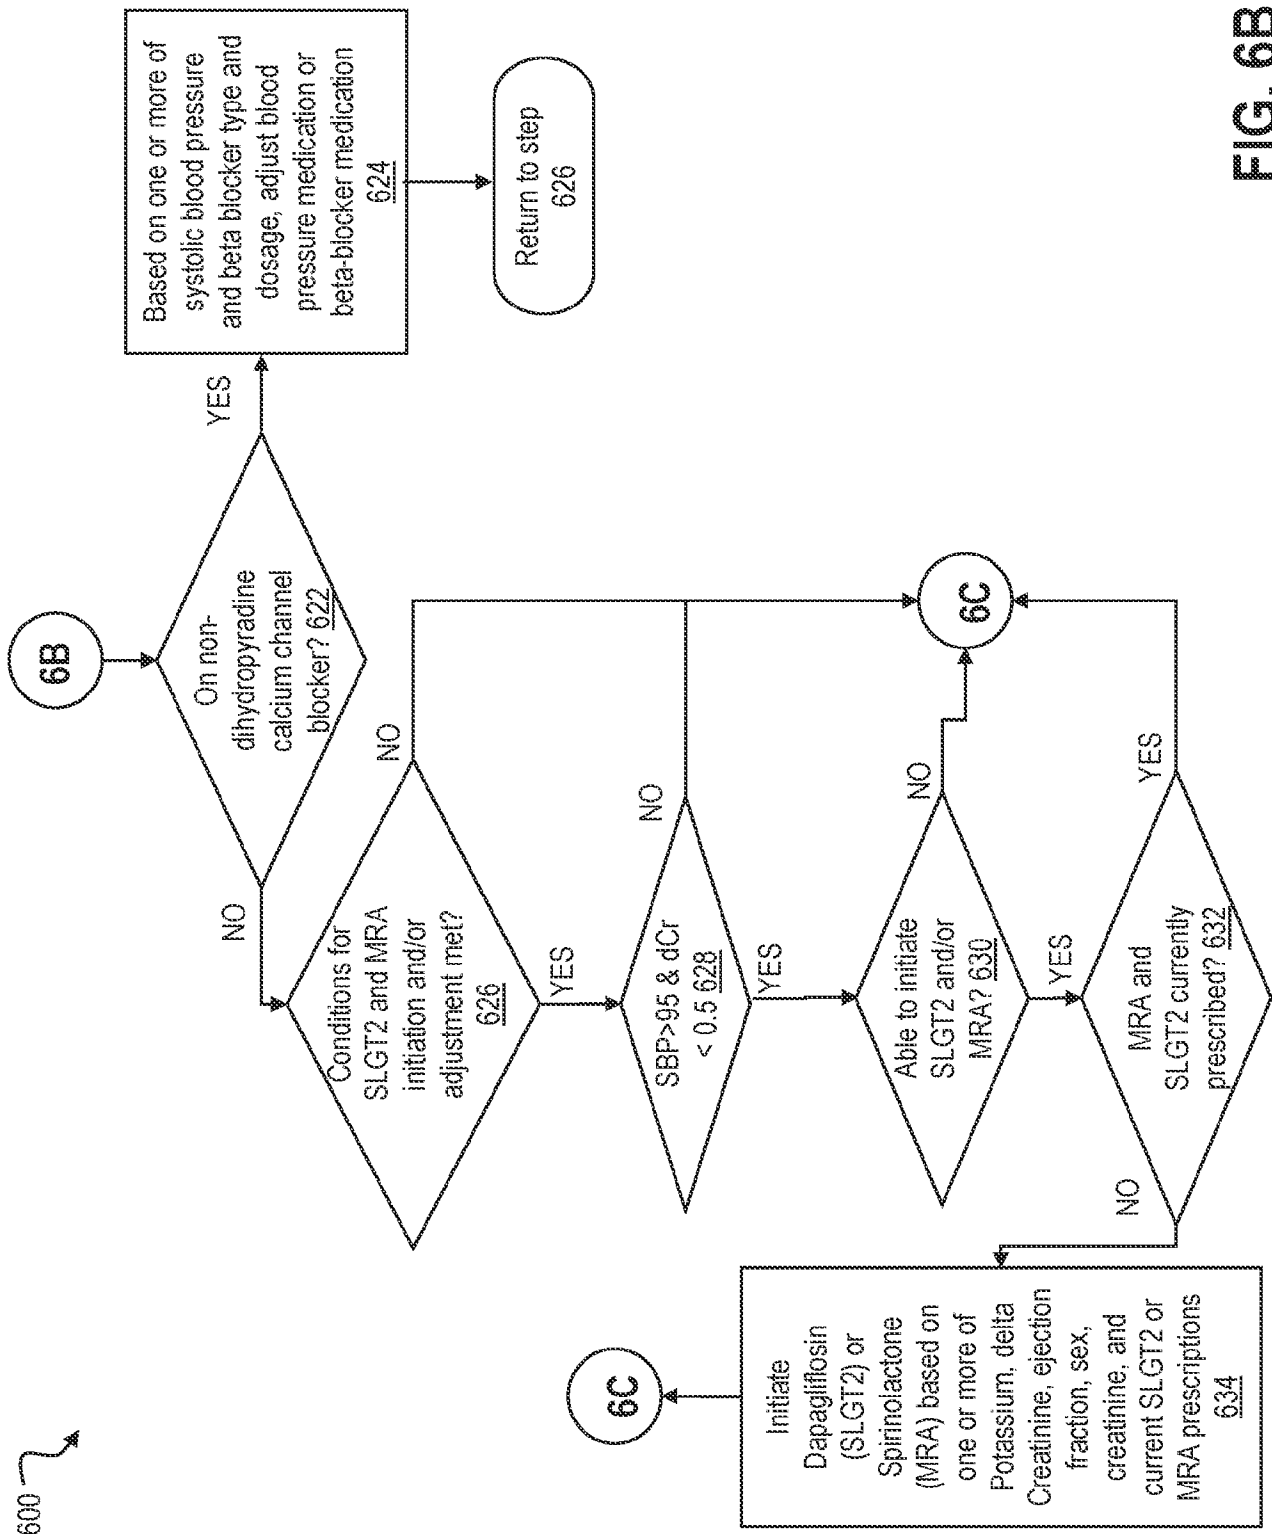 600
6B
On non-
dihydropyradine
calcium channel
blocker? 622
YES
Based on one or more of
systolic blood pressure
and beta blocker type and
dosage, adjust blood
pressure medication or
beta-blocker medication
624
Return to step
626
NO
Conditions for
SLGT2 and MRA
initiation and/or
adjustment met?
626
NO
YES
SBP>95 & dCr
< 0.5 628
NO
YES
Able to initiate
SLGT2 and/or
MRA? 630
NO
6C
YES
MRA and
SLGT2 currently
prescribed? 632
YES
NO
Initiate
Dapagliflosin
(SLGT2) or
Spirinolactone
(MRA) based on
one or more of
Potassium, delta
Creatinine, ejection
fraction, sex,
creatinine, and
current SLGT2 or
MRA prescriptions
634
6C
FIG. 6B